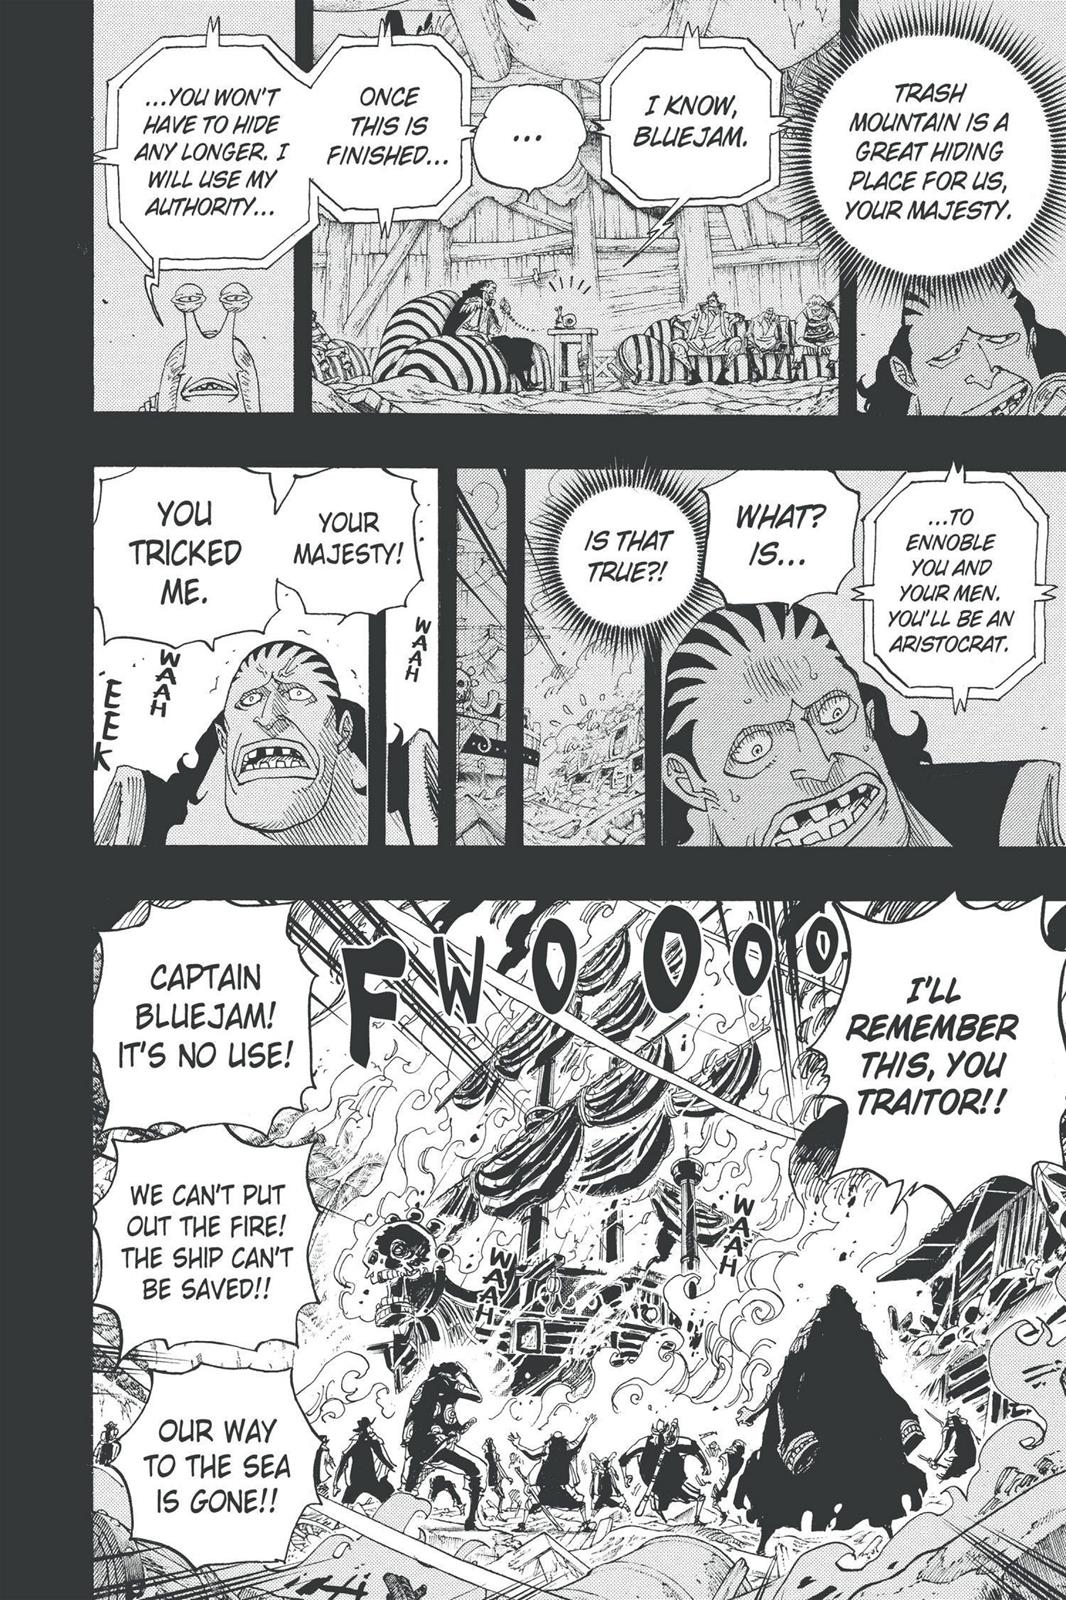 TRASH
MOUNTAIN IS A
GREAT HIDING
PLACE FOR US,
YOUR MAJESTY.
I KNOW,
BLUEJAM.
...
ONCE
THIS IS
FINISHED...
...YOU WON'T
HAVE TO HIDE
ANY LONGER. I
WILL USE MY
AUTHORITY...
...TO
ENNOBLE
YOU AND
YOUR MEN.
YOU'LL BE AN
ARISTOCRAT.
WHAT?
IS...
IS THAT
TRUE?!
WAAH
YOUR
MAJESTY!
YOU
TRICKED
ME.
WAAH
EEEK
I'LL
REMEMBER
THIS, YOU
TRAITOR!!
FWOOOO
CAPTAIN
BLUEJAM!
IT'S NO USE!
WE CAN'T PUT
OUT THE FIRE!
THE SHIP CAN'T
BE SAVED!!
WAAH
WAAH
OUR WAY
TO THE SEA
IS GONE!!